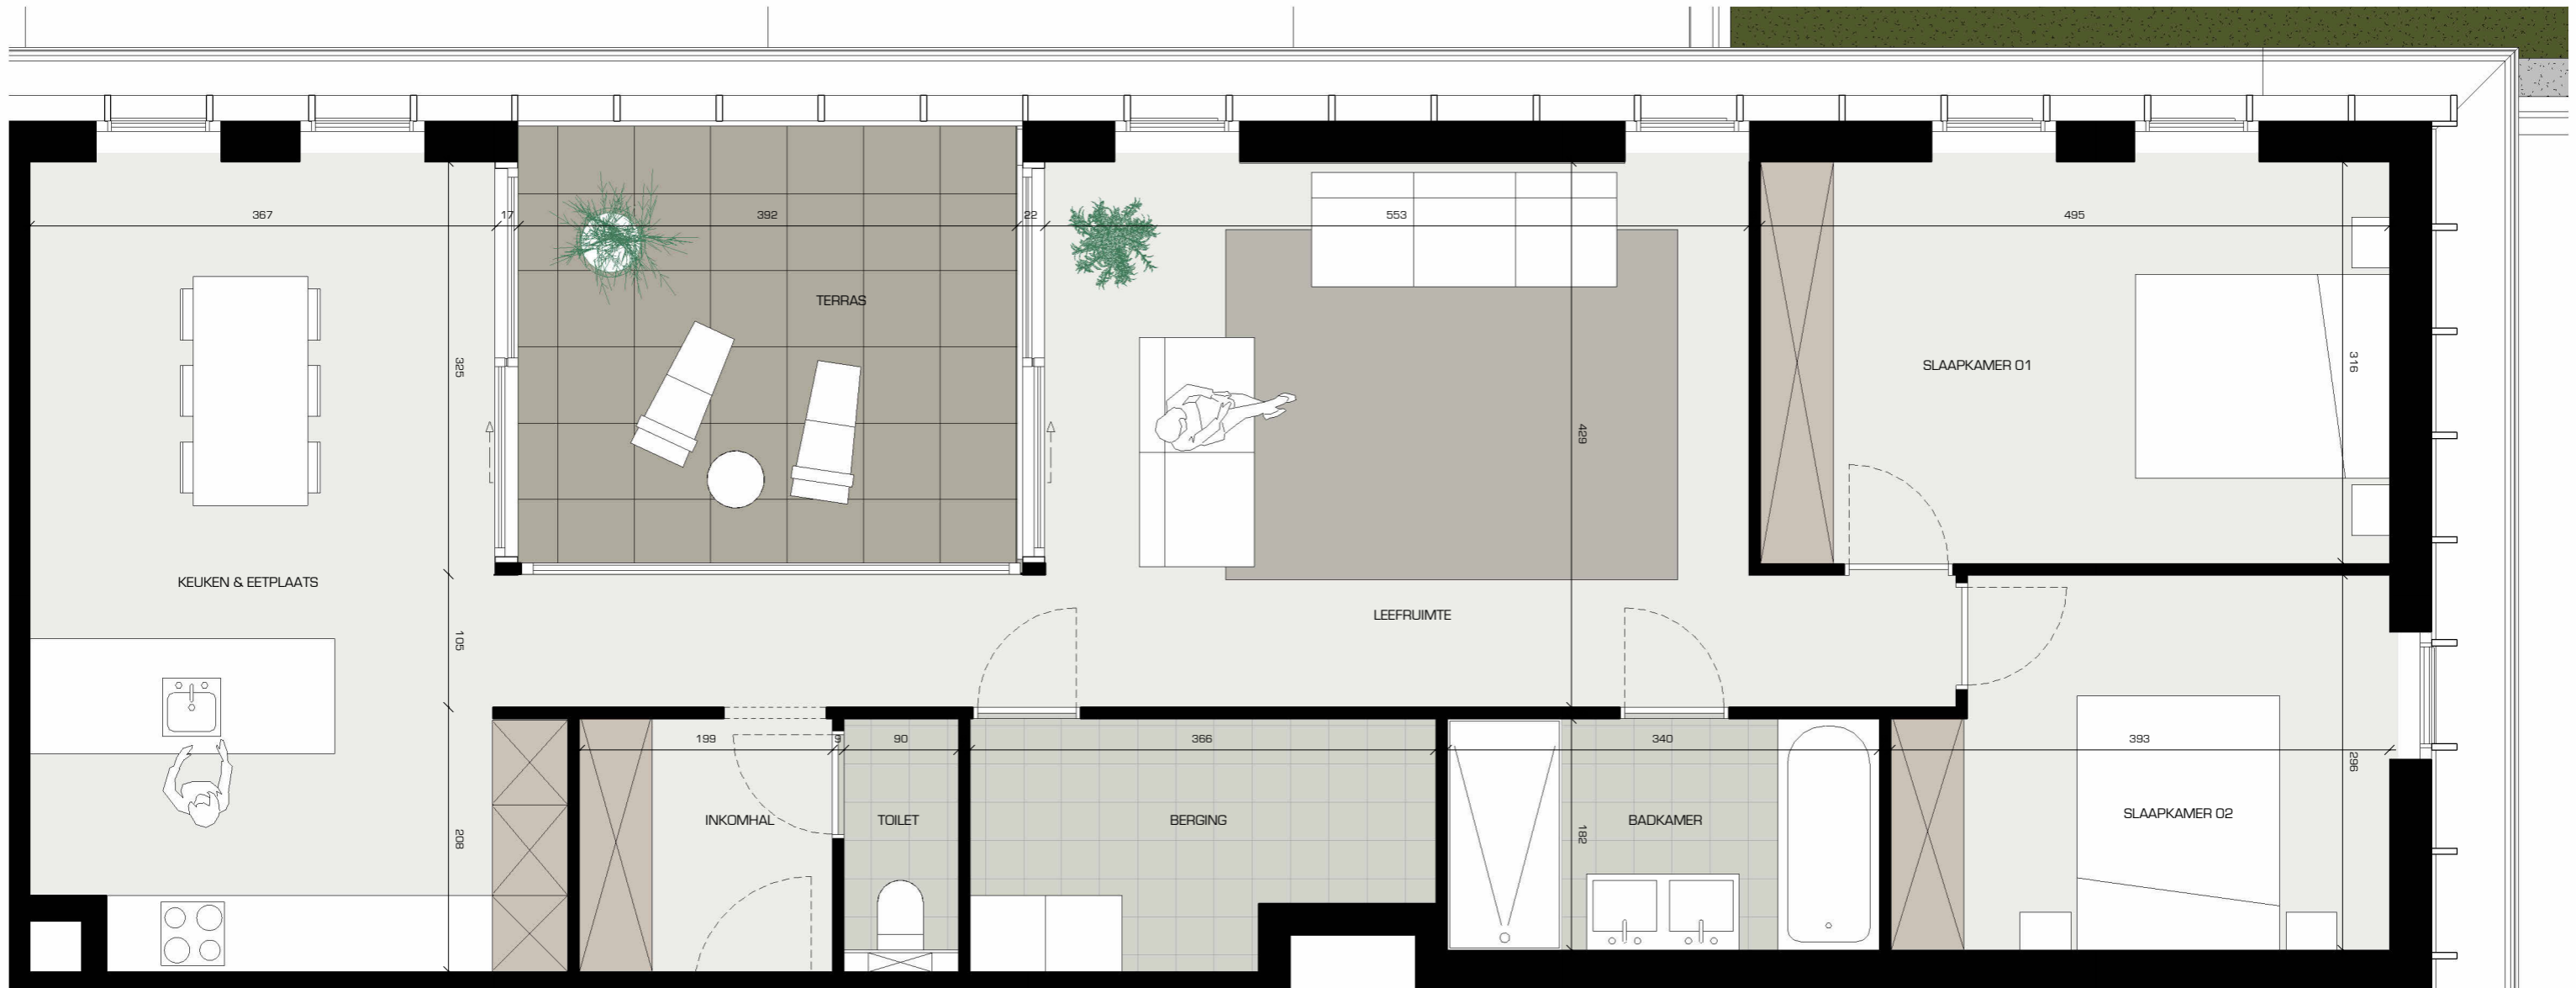 367
17
392
22
553
495
TERRAS
325
SLAAPKAMER 01
316
429
KEUKEN & EETPLAATS
LEEFRUIMTE
105
199
9
90
366
340
393
296
INKOMHAL
TOILET
BERGING
BADKAMER
SLAAPKAMER 02
208
182